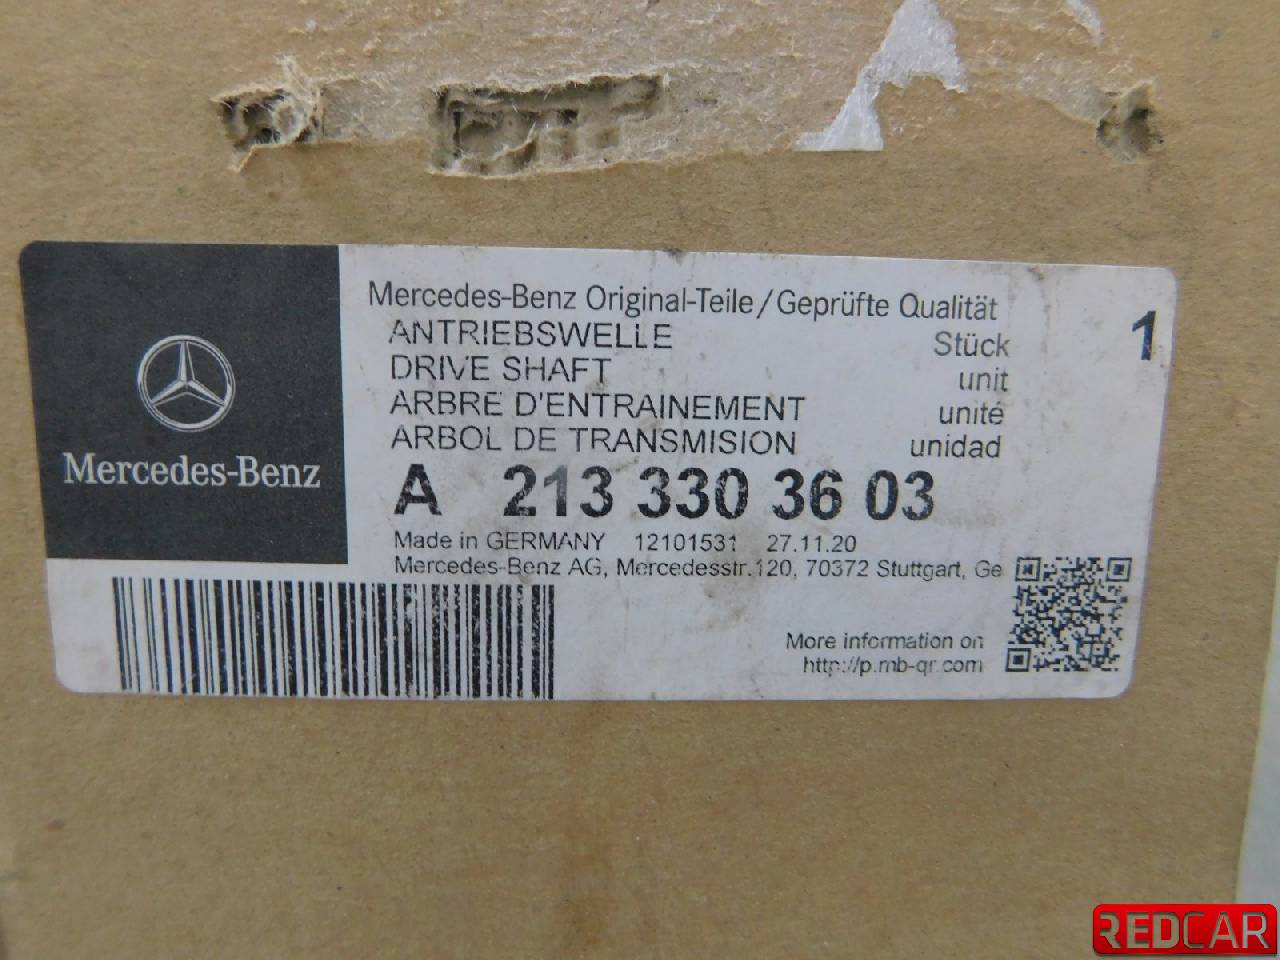 Mercedes-Benz
Mercedes-Benz Original-Teile/Geprüfte Qualität
ANTRIEBSWELLE Stück 1
DRIVE SHAFT unit
ARBRE D'ENTRAINEMENT unité
ARBOL DE TRANSMISION unidad
A 213 330 36 03
Made in GERMANY 12101531 27.11.20
Mercedes-Benz AG, Mercedesstr.120, 70372 Stuttgart, Ge
More information on
http://p.mb-qr.com
REDCAR